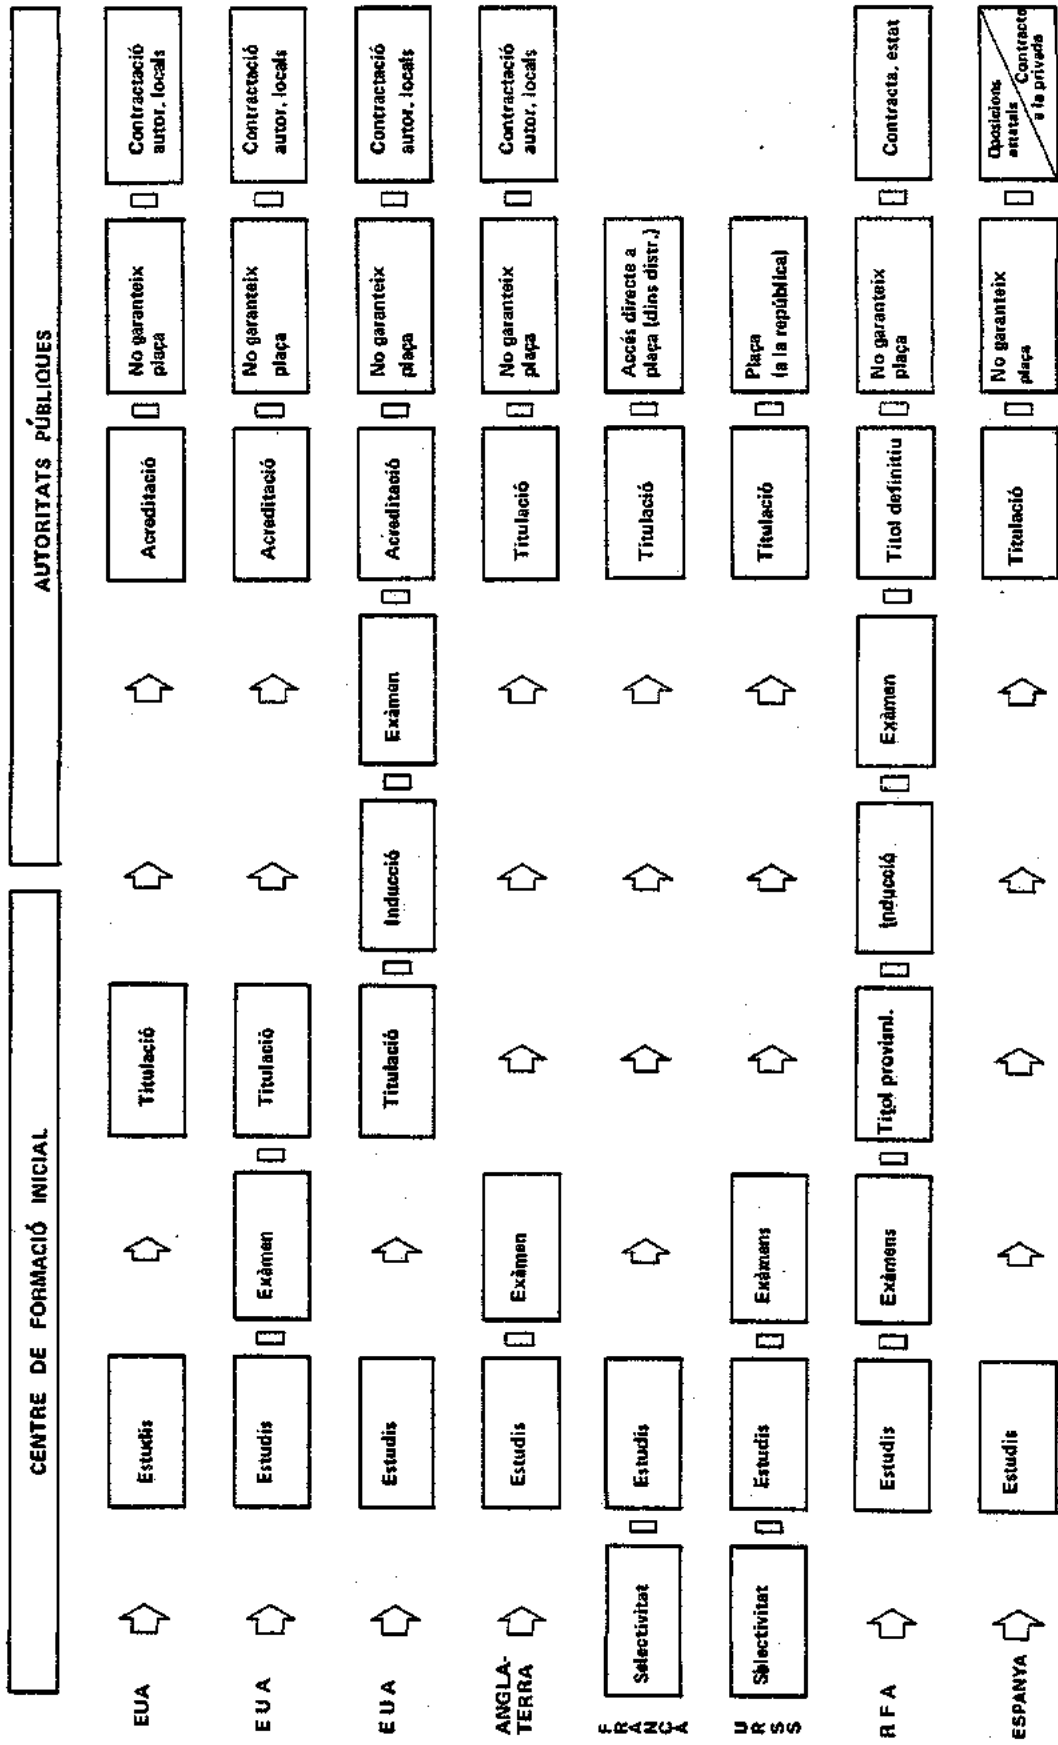 CENTRE DE FORMACIÓ INICIAL
AUTORITATS PÚBLIQUES
EUA
Estudis
Titulació
Acreditació
No garanteix
plaça
Contractació
autor. locals
EUA
Estudis
Exàmen
Titulació
Acreditació
No garanteix
plaça
Contractació
autor. locals
EUA
Estudis
Titulació
Inducció
Exàmen
Acreditació
No garanteix
plaça
Contractació
autor. locals
ANGLA-
TERRA
Estudis
Exàmen
Titulació
No garanteix
plaça
Contractació
autor. locals
FRANÇA
Selectivitat
Estudis
Titulació
Accés directe a
plaça (dins distr.)
URSS
Selectivitat
Estudis
Exàmens
Titulació
Plaça
(a la república)
RFA
Estudis
Exàmens
Títol provianl.
Inducció
Exàmen
Títol definitiu
No garanteix
plaça
Contracta. estat
ESPANYA
Estudis
Titulació
No garanteix
plaça
Oposicions
estatals
Contracte
a la privada